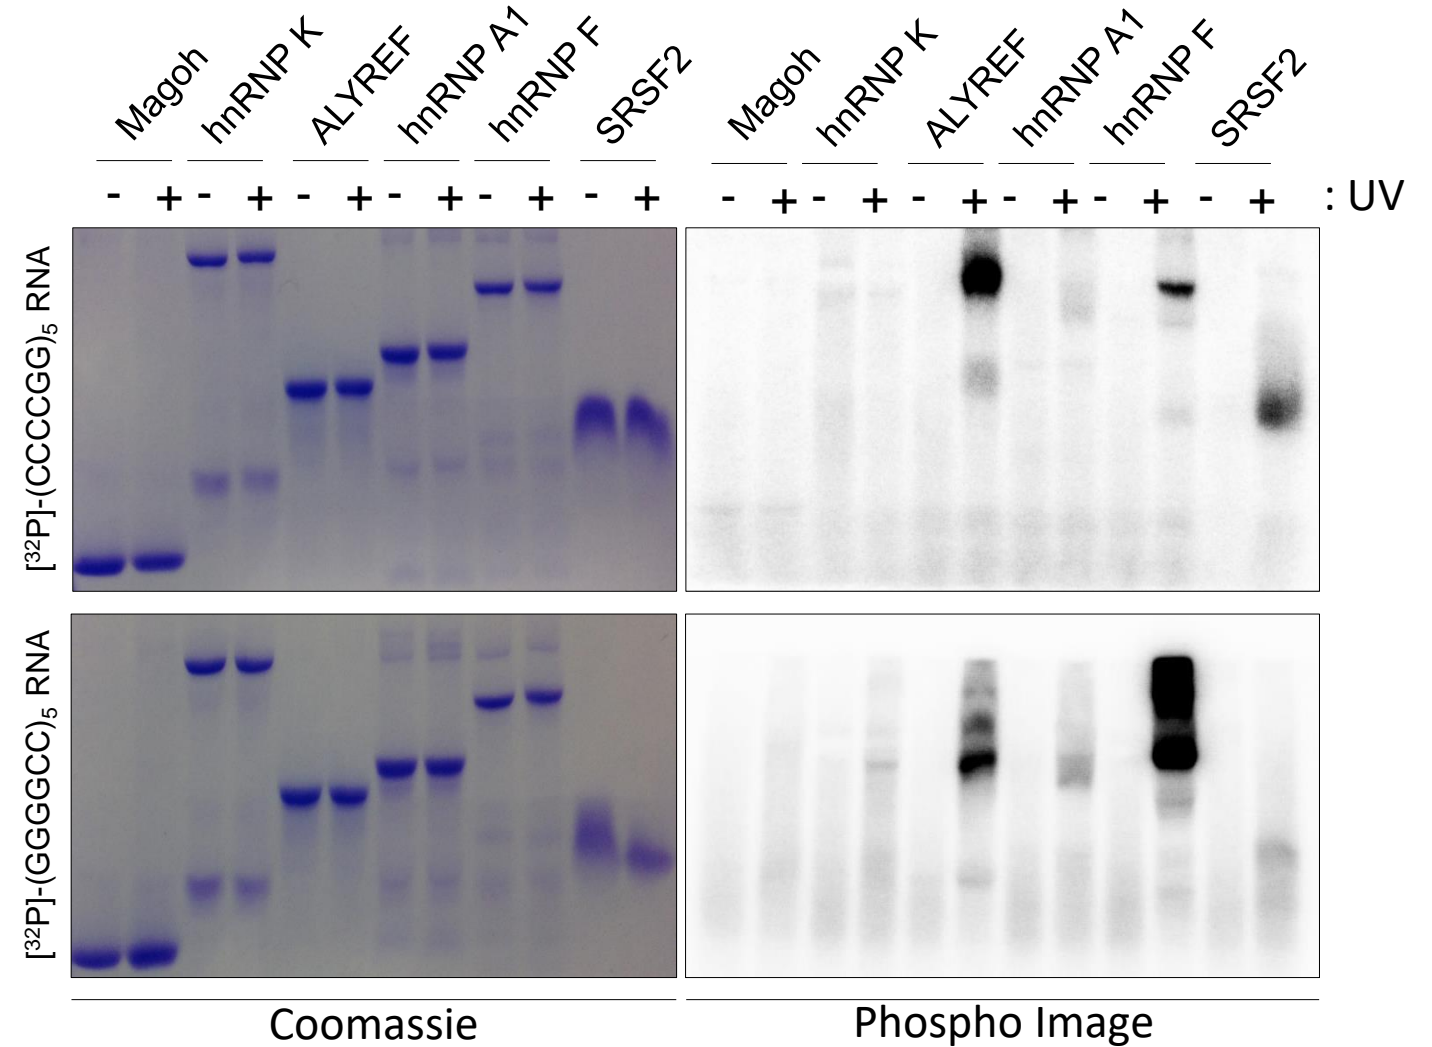 Magoh hnRNP K ALYREF hnRNP A1 hnRNP F SRSF2 Magoh hnRNP K ALYREF hnRNP A1 hnRNP F SRSF2
- + - + - + - + - + - + - + - + - + - + - + - + : UV
[³²P]-(CCCCGG)₅ RNA
[³²P]-(GGGGCC)₅ RNA
Coomassie Phospho Image